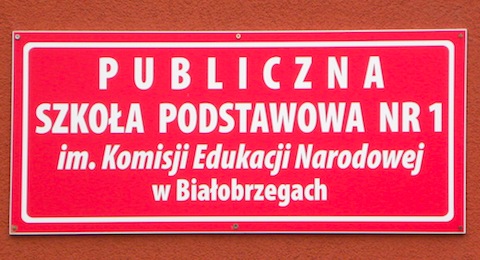 PUBLICZNA
SZKOŁA PODSTAWOWA NR 1
im. Komisji Edukacji Narodowej
w Białobrzegach